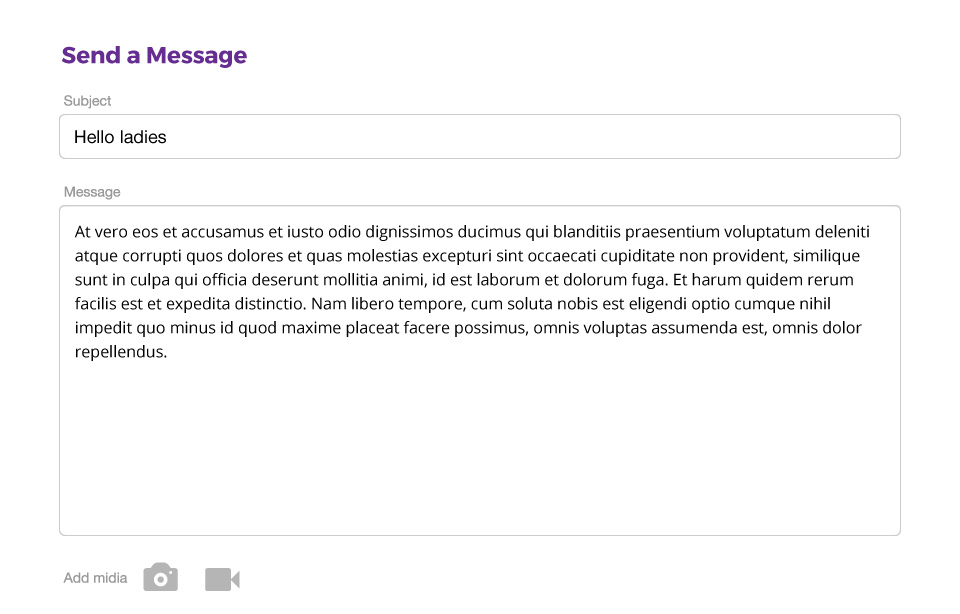 Send a Message
Subject
Hello ladies
Message
At vero eos et accusamus et iusto odio dignissimos ducimus qui blanditiis praesentium voluptatum deleniti
atque corrupti quos dolores et quas molestias excepturi sint occaecati cupiditate non provident, similique
sunt in culpa qui officia deserunt mollitia animi, id est laborum et dolorum fuga. Et harum quidem rerum
facilis est et expedita distinctio. Nam libero tempore, cum soluta nobis est eligendi optio cumque nihil
impedit quo minus id quod maxime placeat facere possimus, omnis voluptas assumenda est, omnis dolor
repellendus.
Add midia